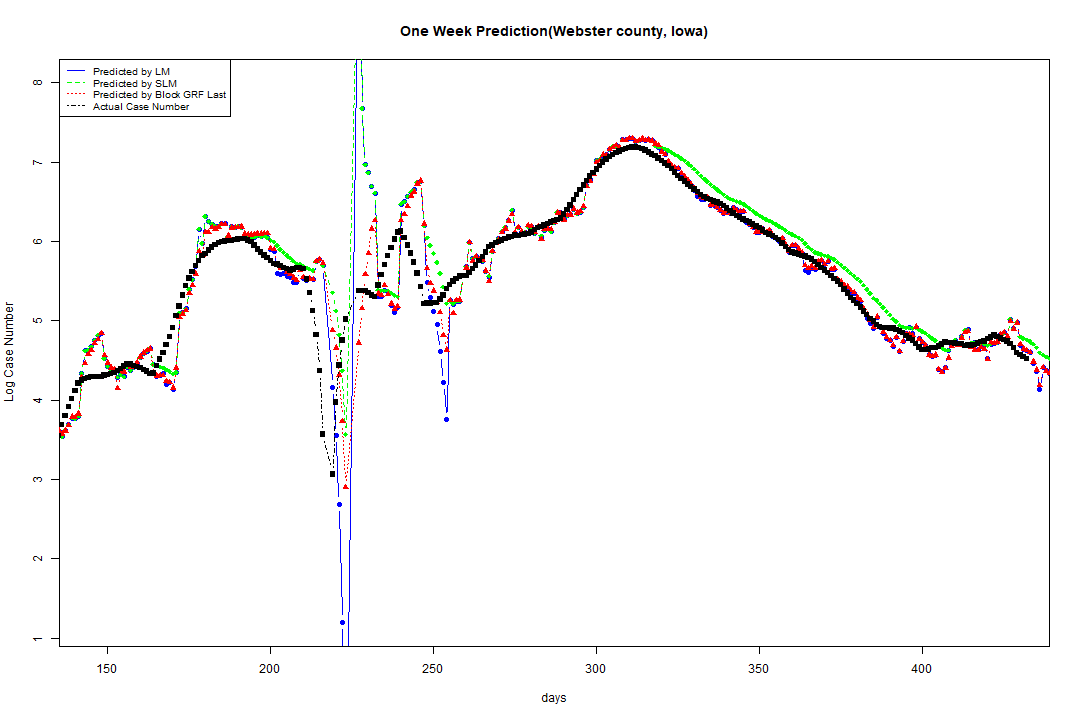 One Week Prediction(Webster county, Iowa)
Predicted by LM
Predicted by SLM
Predicted by Block GRF Last
Actual Case Number
Log Case Number
8
7
6
5
4
3
2
1
150 200 250 300 350 400
days